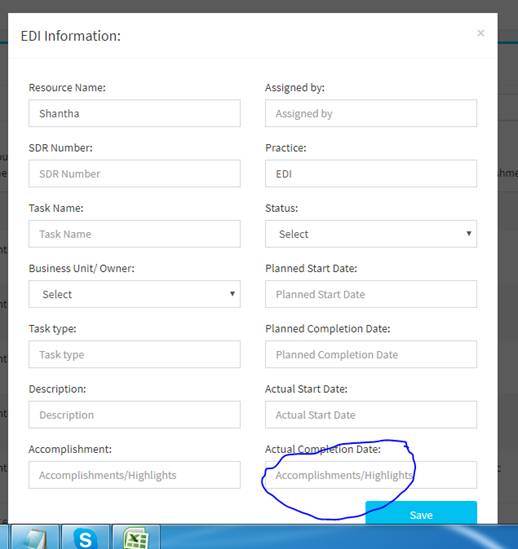 EDI Information:
×
Resource Name:
Assigned by:
Shantha
Assigned by
SDR Number:
Practice:
SDR Number
EDI
Task Name:
Status:
Task Name
Select
Business Unit/ Owner:
Planned Start Date:
Select
Planned Start Date
Task type:
Planned Completion Date:
Task type
Planned Completion Date
Description:
Actual Start Date:
Description
Actual Start Date
Accomplishment:
Actual Completion Date:
Accomplishments/Highlights
Accomplishments/Highlights
Save